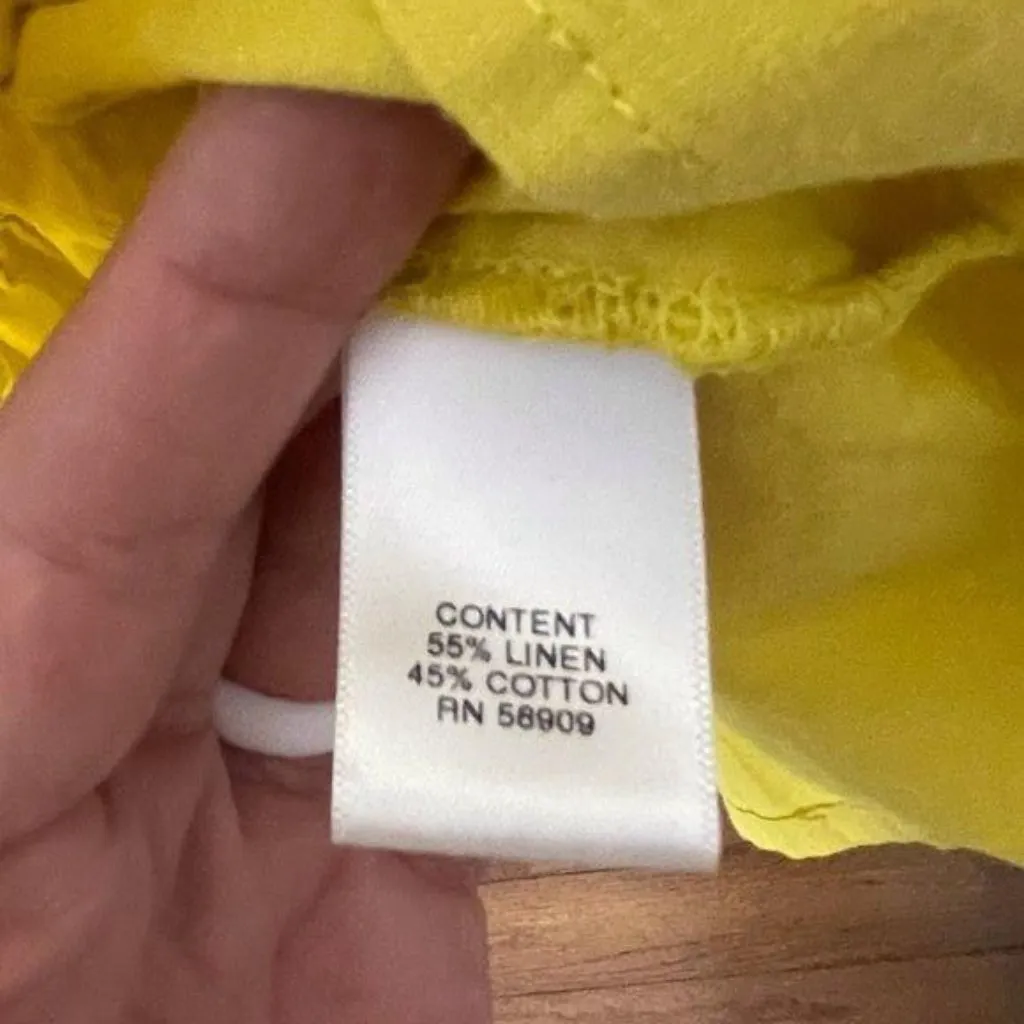 CONTENT
55% LINEN
45% COTTON
RN 58909